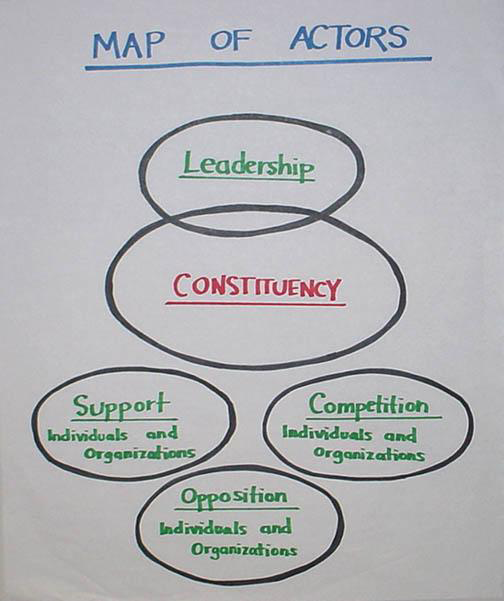 MAP OF ACTORS
Leadership
CONSTITUENCY
Support
Individuals and
Organizations
Competition
Individuals and
Organizations
Opposition
Individuals and
Organizations